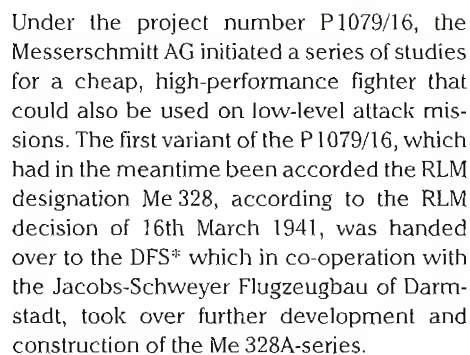 Under the project number P 1079/16, the
Messerschmitt AG initiated a series of studies
for a cheap, high-performance fighter that
could also be used on low-level attack mis-
sions. The first variant of the P 1079/16, which
had in the meantime been accorded the RLM
designation Me 328, according to the RLM
decision of 16th March 1941, was handed
over to the DFS* which in co-operation with
the Jacobs-Schweyer Flugzeugbau of Darm-
stadt, took over further development and
construction of the Me 328A-series.